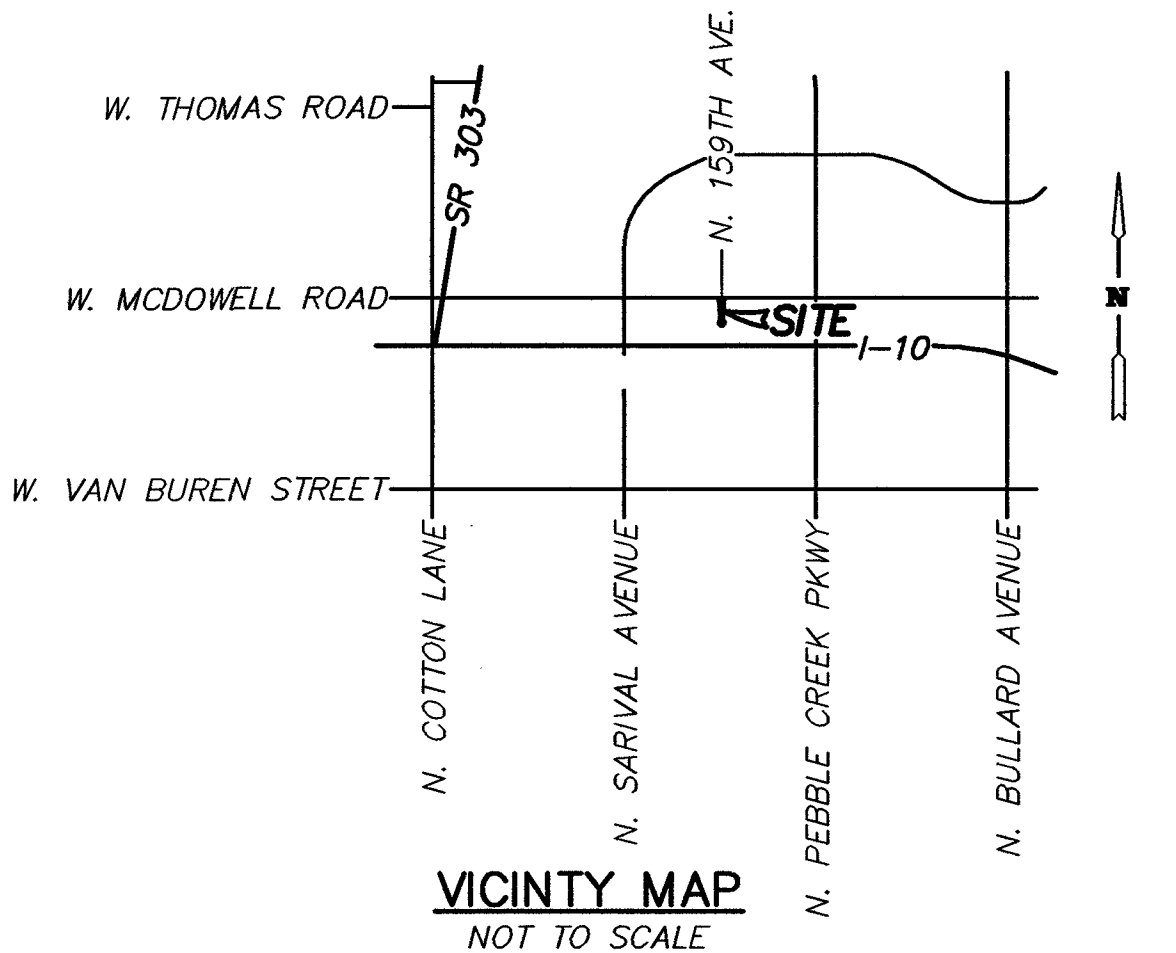 N. 159TH AVE.
W. THOMAS ROAD
SR 303
W. MCDOWELL ROAD
SITE
N
I-10
W. VAN BUREN STREET
N. COTTON LANE
N. SARIVAL AVENUE
N. PEBBLE CREEK PKWY
N. BULLARD AVENUE
VICINTY MAP
NOT TO SCALE